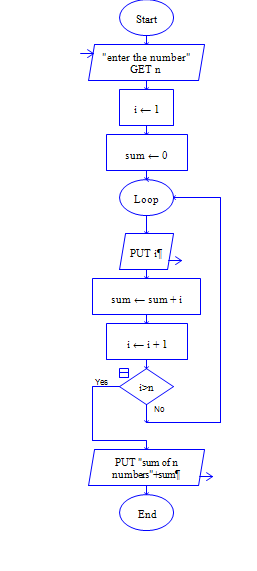 Start
"enter the number"
GET n
i ← 1
sum ← 0
Loop
PUT i¶
sum ← sum + i
i ← i + 1
i>n
Yes
No
PUT "sum of n
numbers"+sum¶
End